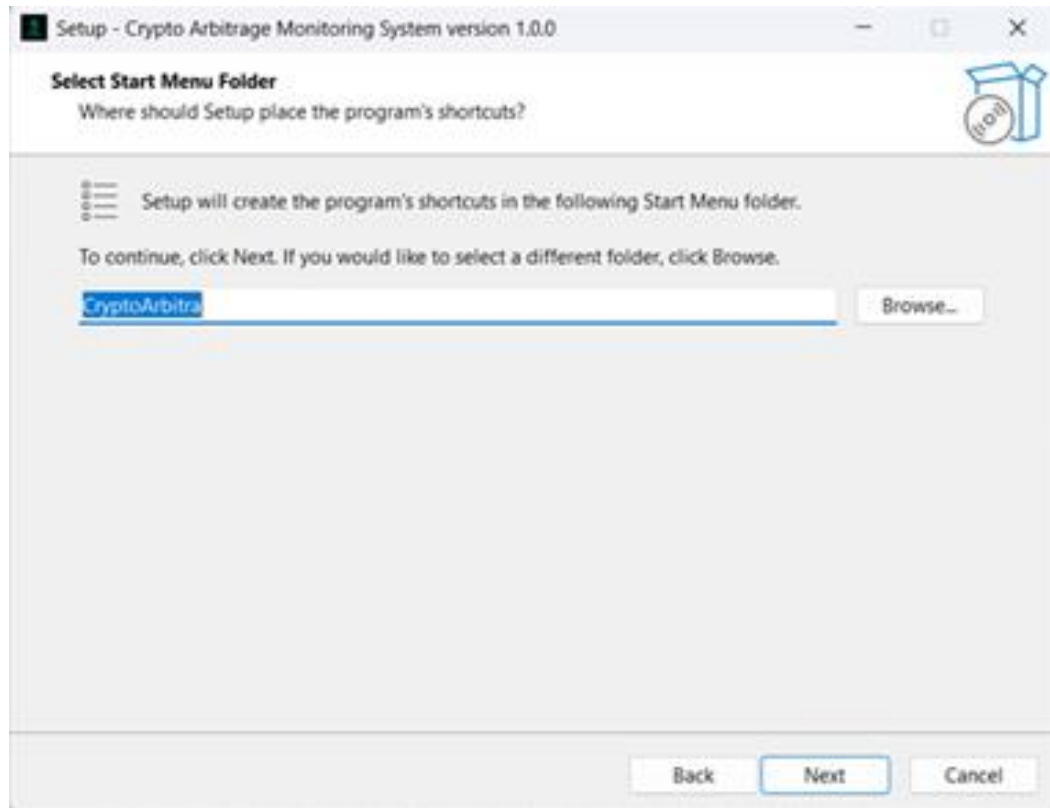 Setup - Crypto Arbitrage Monitoring System version 1.0.0
Select Start Menu Folder
Where should Setup place the program's shortcuts?
Setup will create the program's shortcuts in the following Start Menu folder.
To continue, click Next. If you would like to select a different folder, click Browse.
CryptoArbitra
Browse...
Back
Next
Cancel